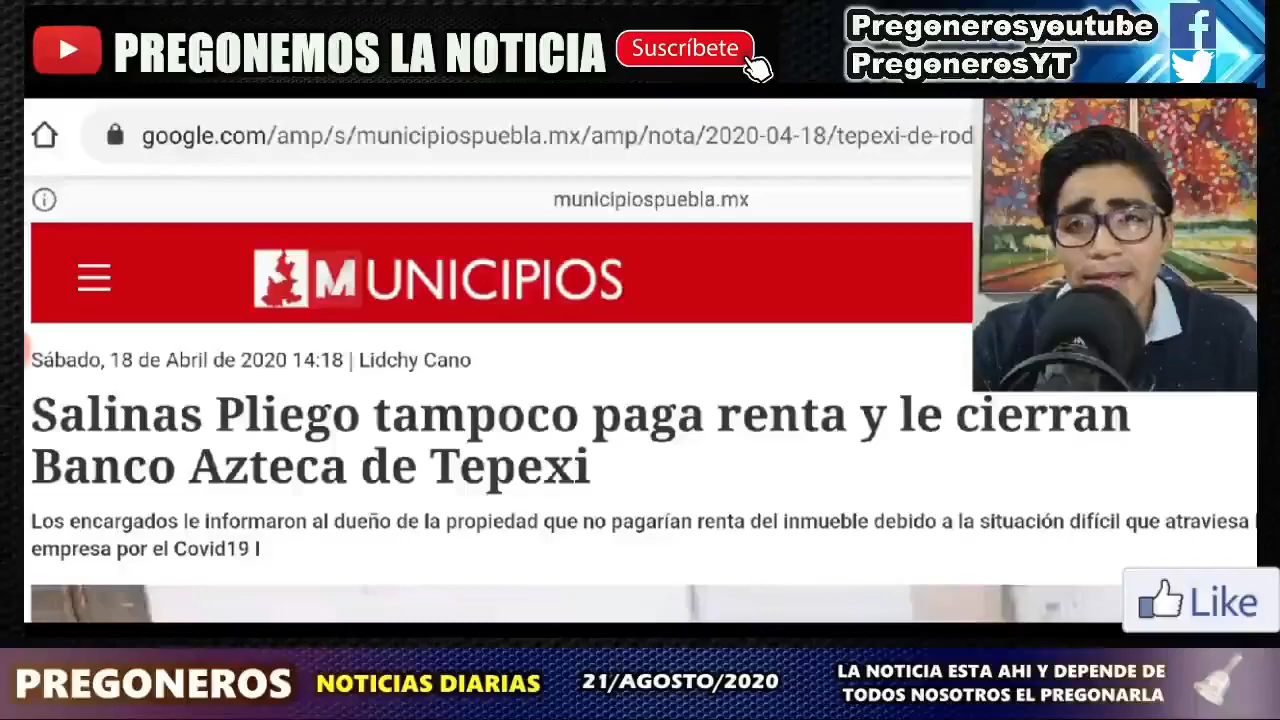 PREGONEMOS LA NOTICIA
Suscríbete
Pregonerosyoutube
PregonerosYT
google.com/amp/s/municipiospuebla.mx/amp/nota/2020-04-18/tepexi-de-rod
municipiospuebla.mx
MUNICIPIOS
Sábado, 18 de Abril de 2020 14:18 | Lidchy Cano
Salinas Pliego tampoco paga renta y le cierran
Banco Azteca de Tepexi
Los encargados le informaron al dueño de la propiedad que no pagarían renta del inmueble debido a la situación difícil que atraviesa
empresa por el Covid19 I
Like
PREGONEROS
NOTICIAS DIARIAS
21/AGOSTO/2020
LA NOTICIA ESTA AHI Y DEPENDE DE
TODOS NOSOTROS EL PREGONARLA